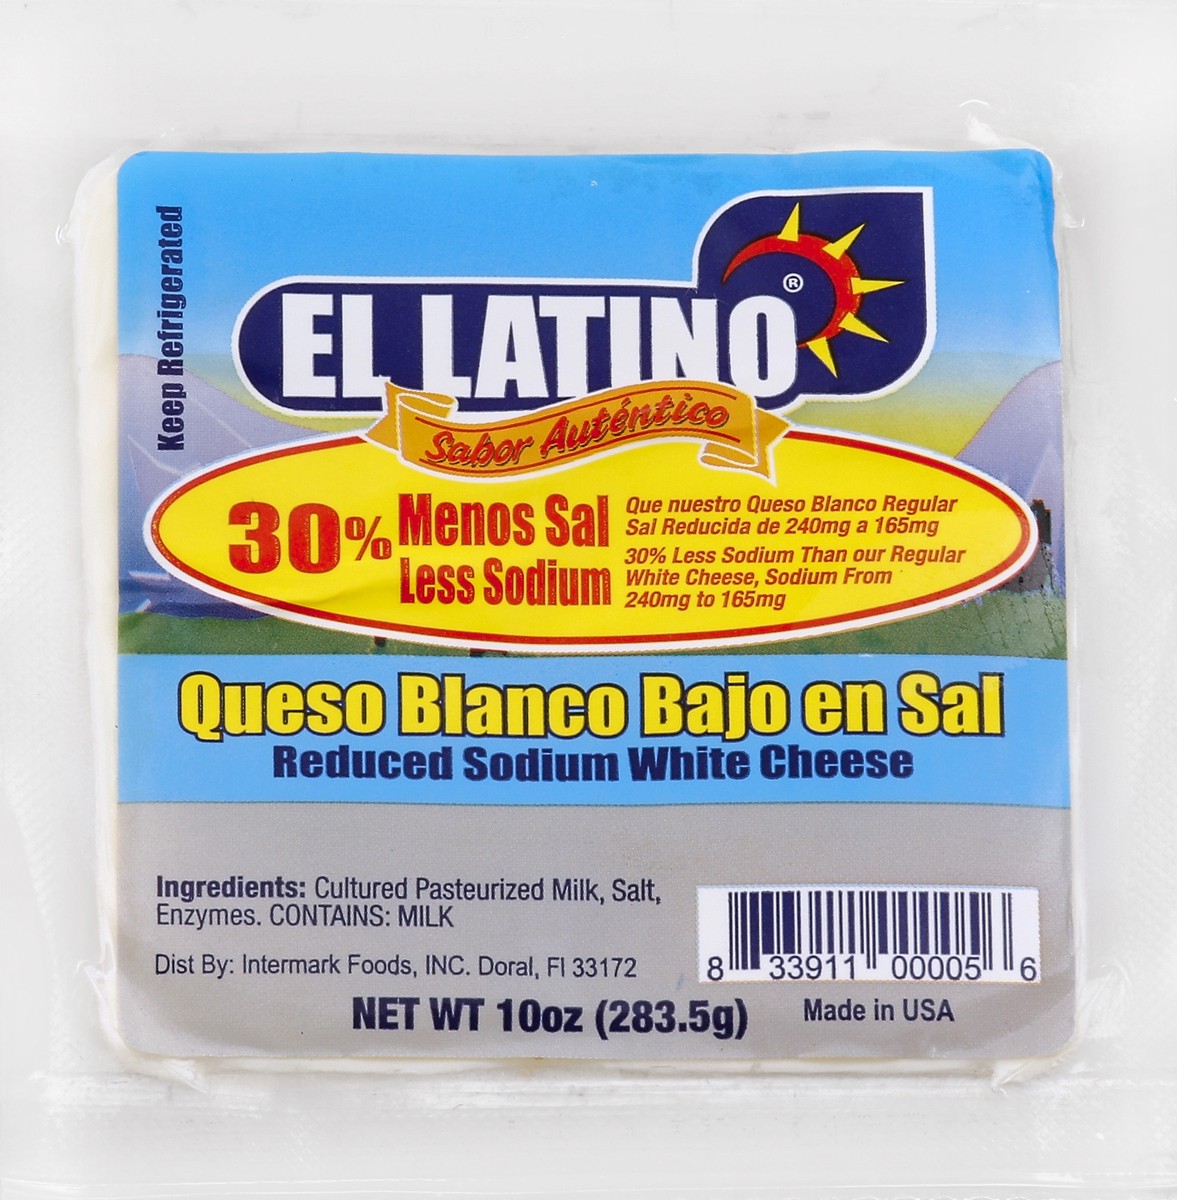 Keep Refrigerated
EL LATINO ®
Sabor Auténtico
30% Menos Sal
Less Sodium
Que nuestro Queso Blanco Regular
Sal Reducida de 240mg a 165mg
30% Less Sodium Than our Regular
White Cheese, Sodium From
240mg to 165mg
Queso Blanco Bajo en Sal
Reduced Sodium White Cheese
Ingredients: Cultured Pasteurized Milk, Salt,
Enzymes. CONTAINS: MILK
Dist By: Intermark Foods, INC. Doral, Fl 33172
NET WT 10oz (283.5g)
8 33911 00005 6
Made in USA